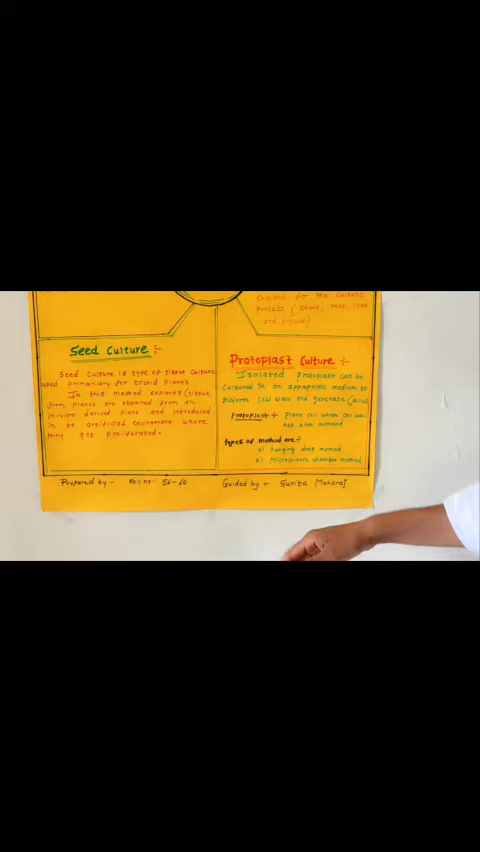 explant for the culture
process (shoot, root, leaf
and flower)
Seed Culture :-
Seed culture is type of tissue culture
used primarily for Orchid plants
In this method explants (tissue
from plants are obtained from an
in-vitro derived plant and introduced
in to artificial enviroment where
they get proliferated.
Protoplast Culture :-
Isolated protoplast can be
cultured in an appropriate medium to
reform cell wall and generate
protoplast :- plant cell which cell wall
has been removed
types of method are :-
a) hanging drop method
b) Microculture chamber method
Prepared by :- Roll no: 56-60
Guided by :- Sunita Maharaj